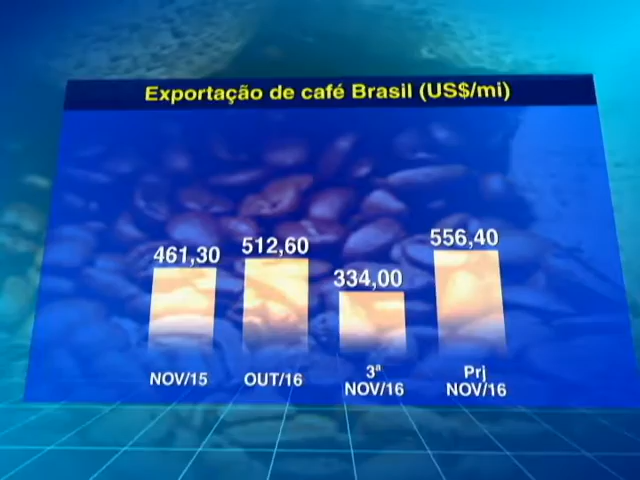 Exportação de café Brasil (US$/mi)
461,30
512,60
334,00
556,40
NOV/15
OUT/16
3ª
NOV/16
Prj
NOV/16